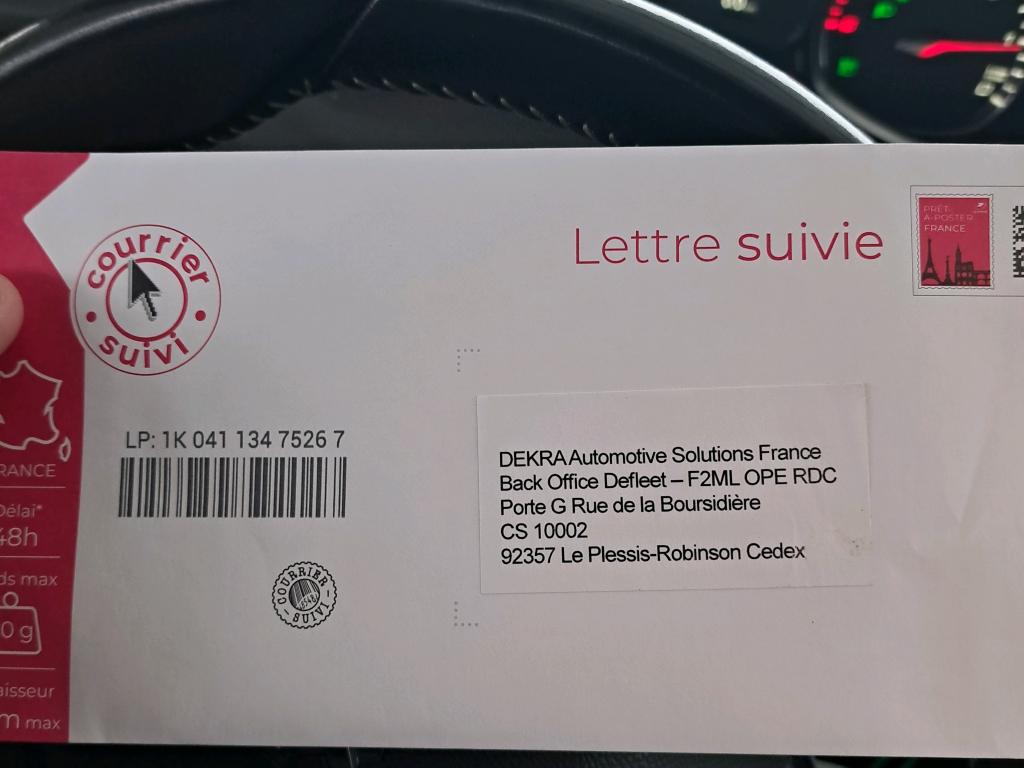 Lettre suivie
PRÊT-
À-POSTER
FRANCE
courrier
suivi
LP: 1K 041 134 7526 7
DEKRA Automotive Solutions France
Back Office Defleet – F2ML OPE RDC
Porte G Rue de la Boursidière
CS 10002
92357 Le Plessis-Robinson Cedex
COURRIER
SUIVI
RANCE
Délai*
48h
ds max
0 g
aisseur
m max